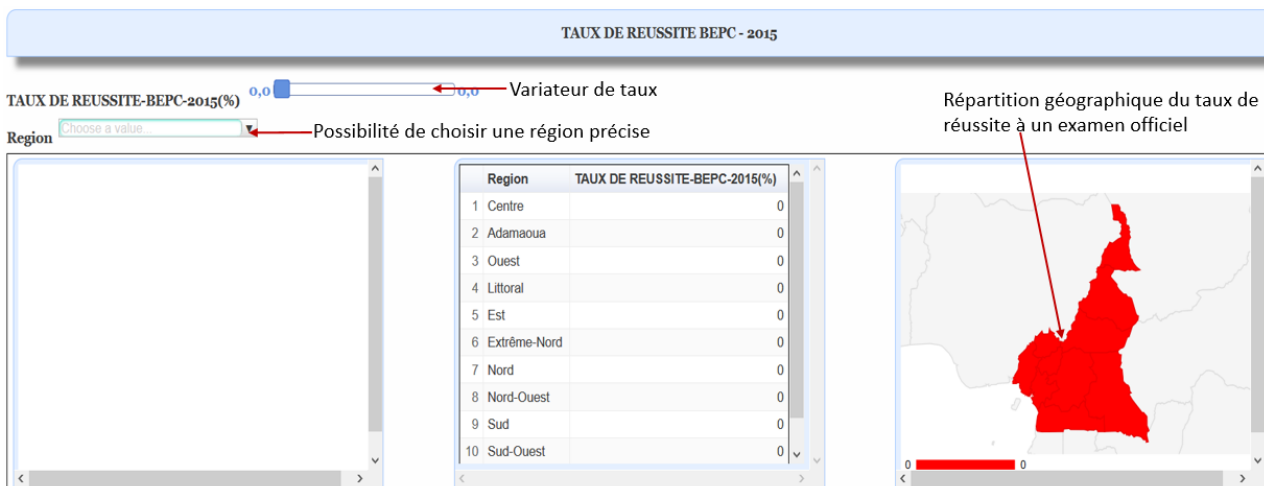 TAUX DE REUSSITE BEPC - 2015
TAUX DE REUSSITE-BEPC-2015(%) 0,0 0,0 Variateur de taux
Region Choose a value... Possibilité de choisir une région précise
Répartition géographique du taux de
réussite à un examen officiel
Region TAUX DE REUSSITE-BEPC-2015(%)
1 Centre 0
2 Adamaoua 0
3 Ouest 0
4 Littoral 0
5 Est 0
6 Extrême-Nord 0
7 Nord 0
8 Nord-Ouest 0
9 Sud 0
10 Sud-Ouest 0
0 0